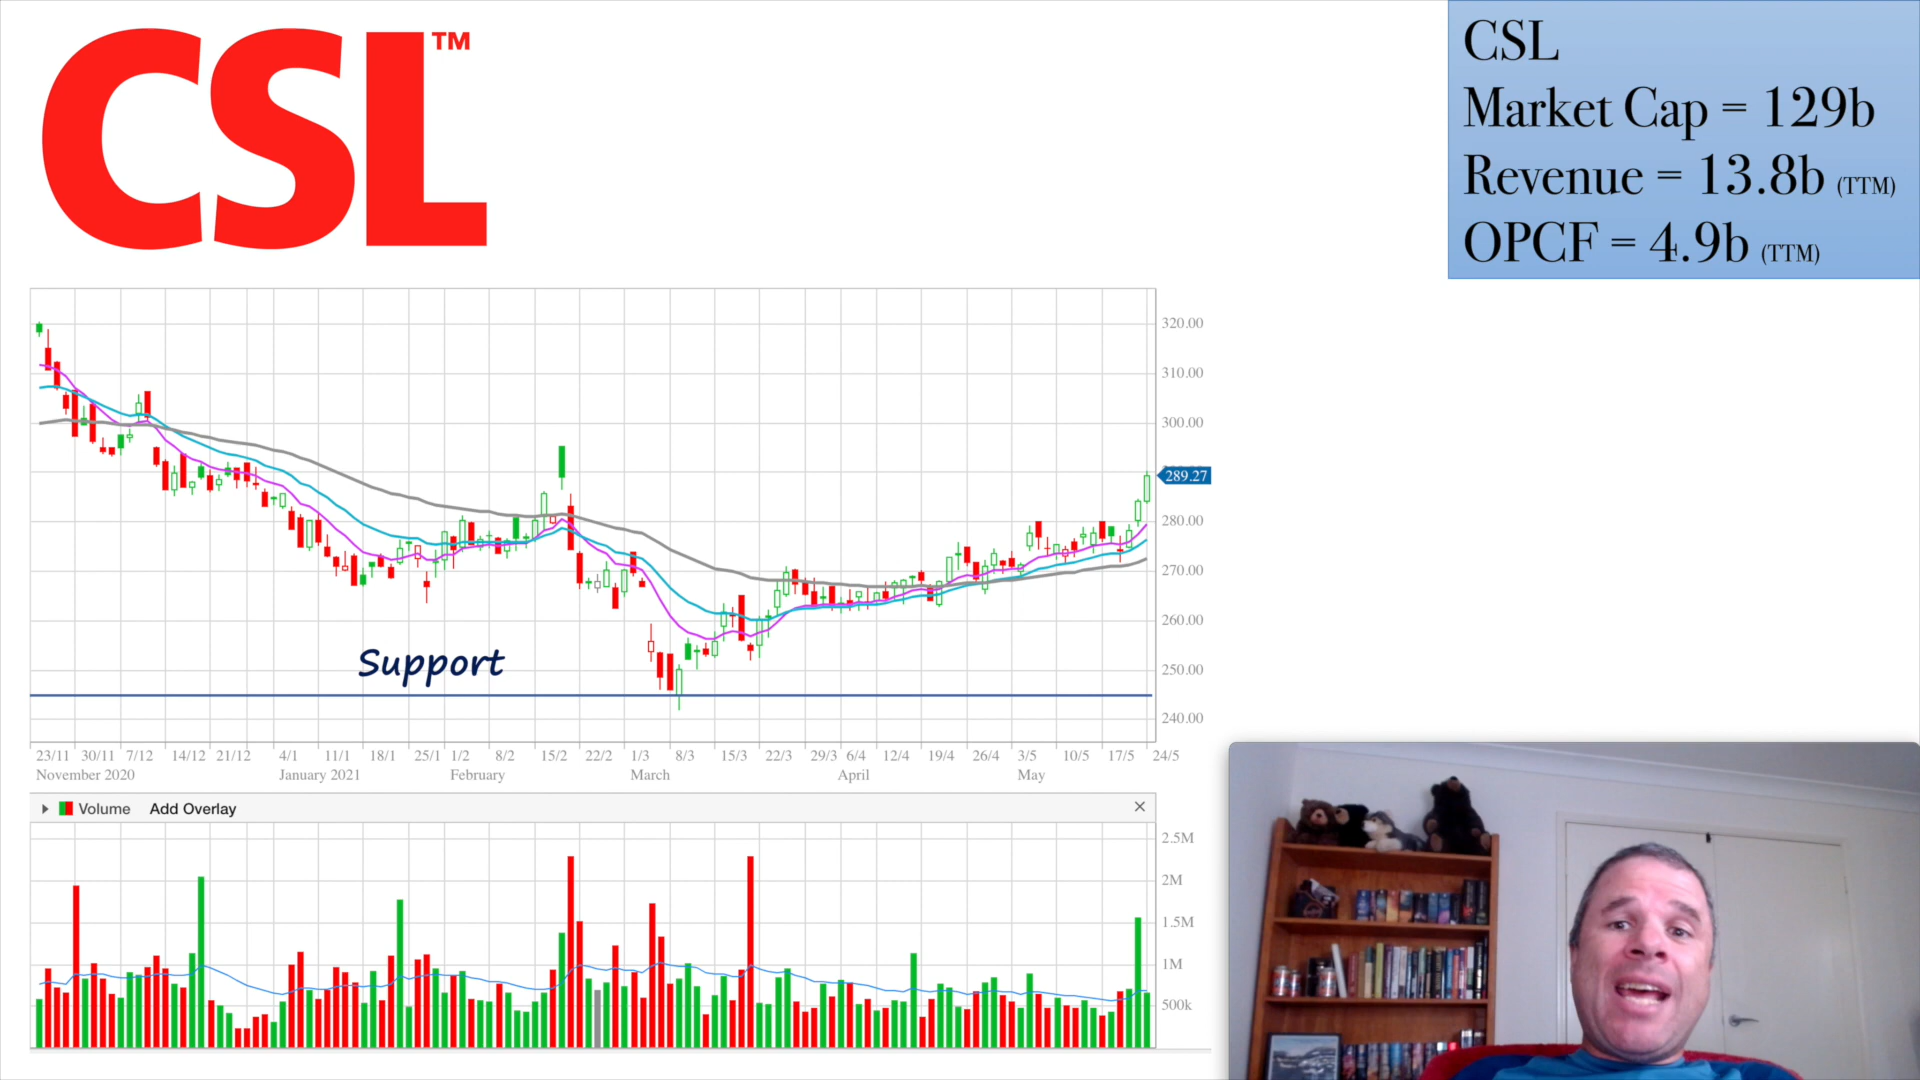 CSL™
CSL
Market Cap = 129b
Revenue = 13.8b (TTM)
OPCF = 4.9b (TTM)
320.00
310.00
300.00
289.27
280.00
270.00
260.00
250.00
240.00
Support
23/11 30/11 7/12 14/12 21/12 4/1 11/1 18/1 25/1 1/2 8/2 15/2 22/2 1/3 8/3 15/3 22/3 29/3 6/4 12/4 19/4 26/4 3/5 10/5 17/5 24/5
November 2020 January 2021 February March April May
Volume Add Overlay
2.5M
2M
1.5M
1M
500k